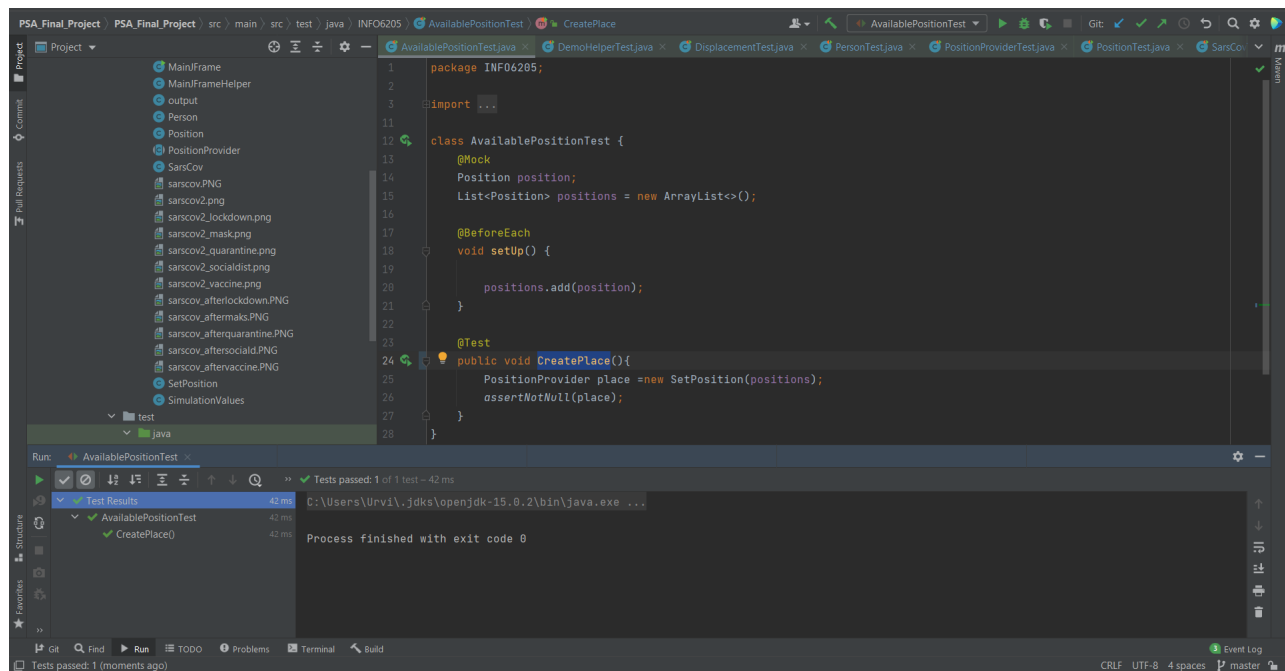 PSA_Final_Project 〉 PSA_Final_Project 〉 src 〉 main 〉 src 〉 test 〉 java 〉 INFO6205 〉 AvailablePositionTest 〉 CreatePlace
AvailablePositionTest
Git:
Project
AvailablePositionTest.java × DemoHelperTest.java × DisplacementTest.java × PersonTest.java × PositionProviderTest.java × PositionTest.java × SarsCo
Project
Commit
Pull Requests
Structure
Favorites
Maven
MainJFrame
MainJFrameHelper
output
Person
Position
PositionProvider
SarsCov
sarscov.PNG
sarscov2.png
sarscov2_lockdown.png
sarscov2_mask.png
sarscov2_quarantine.png
sarscov2_socialdist.png
sarscov2_vaccine.png
sarscov_afterlockdown.PNG
sarscov_aftermaks.PNG
sarscov_afterquarantine.PNG
sarscov_aftersociald.PNG
sarscov_aftervaccine.PNG
SetPosition
SimulationValues
test
java
1 package INFO6205;
2
3 import ...
11
12 class AvailablePositionTest {
13 @Mock
14 Position position;
15 List<Position> positions = new ArrayList<>();
16
17 @BeforeEach
18 void setUp() {
19
20 positions.add(position);
21 }
22
23 @Test
24 public void CreatePlace(){
25 PositionProvider place =new SetPosition(positions);
26 assertNotNull(place);
27 }
28 }
Run: AvailablePositionTest ×
» Tests passed: 1 of 1 test – 42 ms
Test Results 42 ms
AvailablePositionTest 42 ms
CreatePlace() 42 ms
C:\Users\Urvi\.jdks\openjdk-15.0.2\bin\java.exe ...
Process finished with exit code 0
Git Find Run TODO Problems Terminal Build 3 Event Log
Tests passed: 1 (moments ago) CRLF UTF-8 4 spaces master